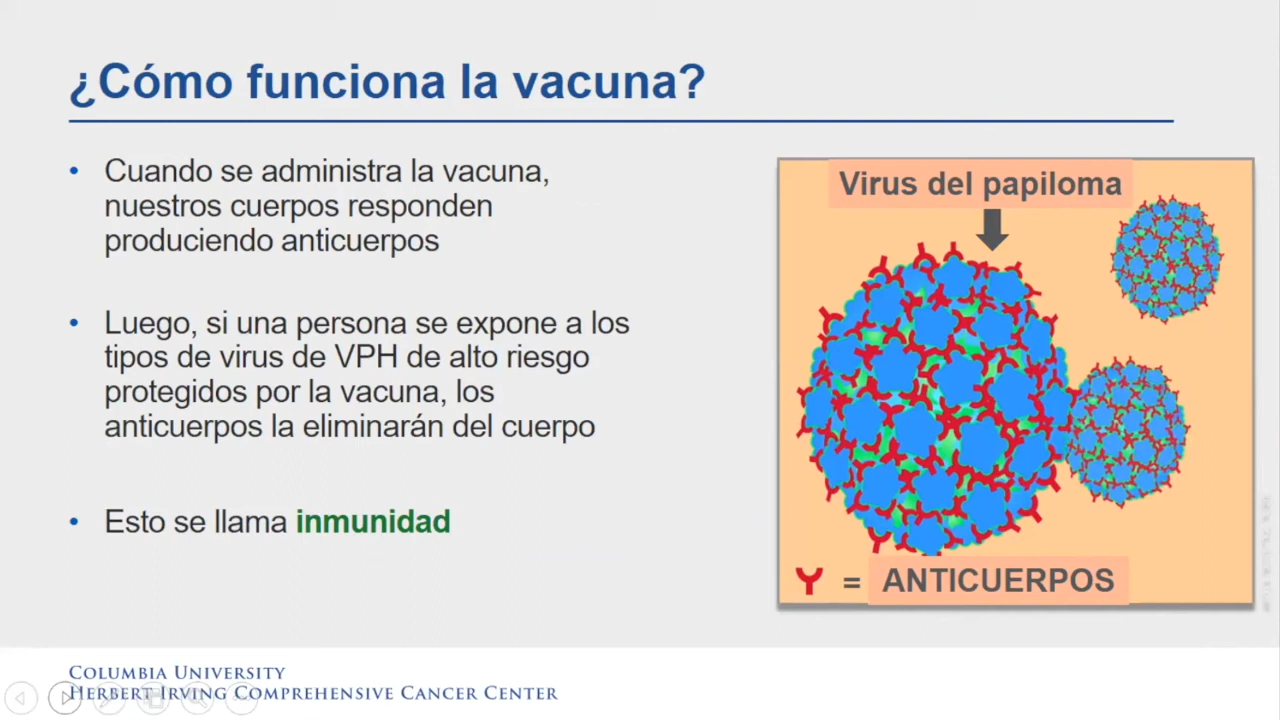 ¿Cómo funciona la vacuna?
• Cuando se administra la vacuna,
nuestros cuerpos responden
produciendo anticuerpos
• Luego, si una persona se expone a los
tipos de virus de VPH de alto riesgo
protegidos por la vacuna, los
anticuerpos la eliminarán del cuerpo
• Esto se llama inmunidad
Virus del papiloma
= ANTICUERPOS
COLUMBIA UNIVERSITY
HERBERT IRVING COMPREHENSIVE CANCER CENTER